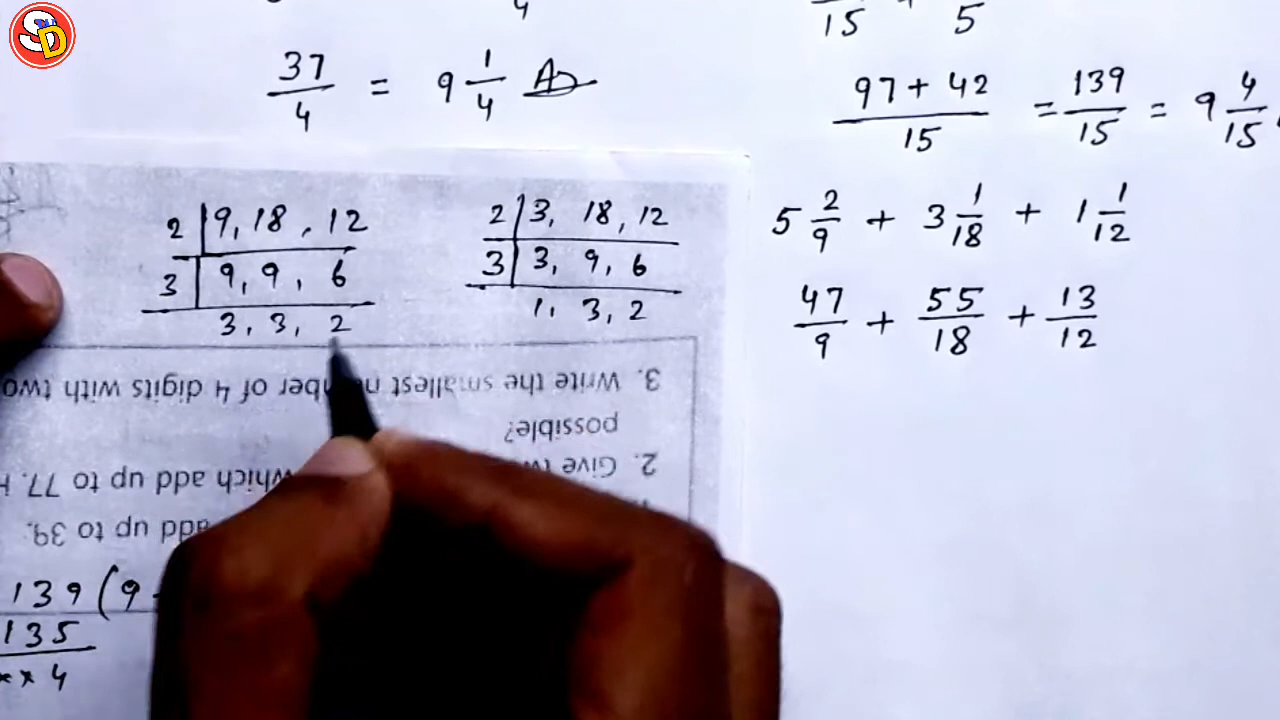 SD
4
15 + 5
37/4 = 9 1/4
97 + 42/15 = 139/15 = 9 4/15
2 | 9, 18, 12
3 | 9, 9, 6
3, 3, 2
2 | 3, 18, 12
3 | 3, 9, 6
1, 3, 2
5 2/9 + 3 1/18 + 1 1/12
47/9 + 55/18 + 13/12
3. Write the smallest number of 4 digits with two
possible?
2. Give which add up to 77.
add up to 39.
139(9
135
××4